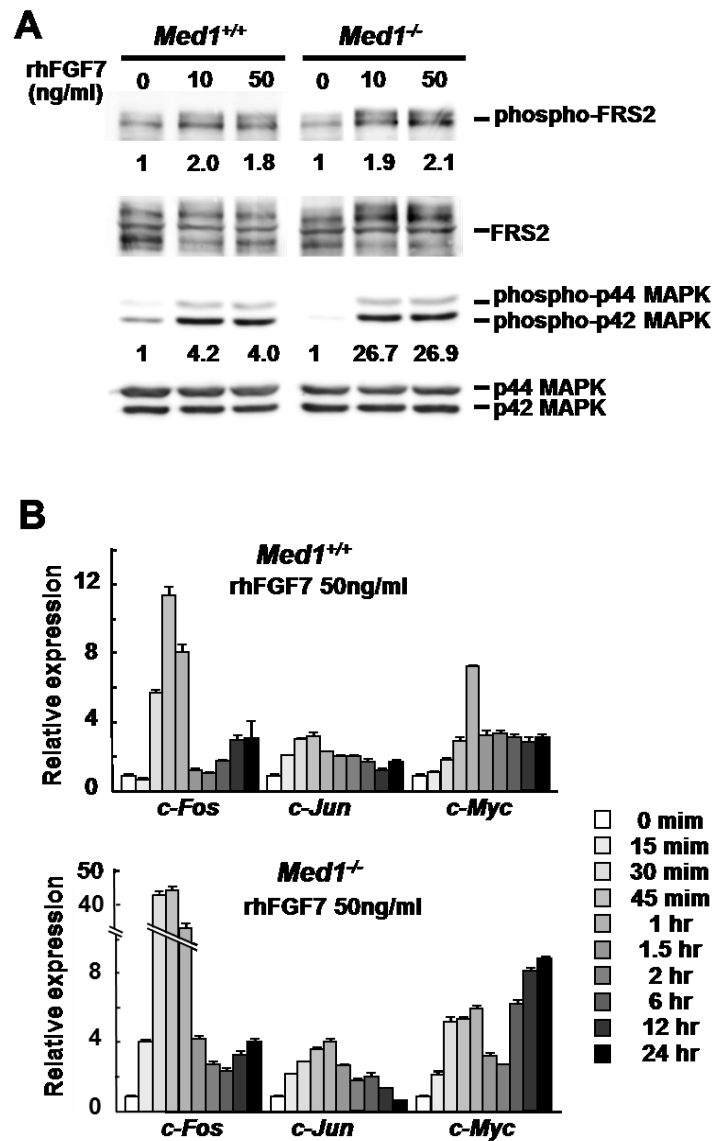 A
Med1+/+ Med1-/-
rhFGF7 (ng/ml) 0 10 50 0 10 50
phospho-FRS2
1 2.0 1.8 1 1.9 2.1
FRS2
phospho-p44 MAPK
phospho-p42 MAPK
1 4.2 4.0 1 26.7 26.9
p44 MAPK
p42 MAPK
B
Med1+/+
rhFGF7 50ng/ml
Relative expression
12
8
4
0
c-Fos c-Jun c-Myc
Med1-/-
rhFGF7 50ng/ml
Relative expression
50
40
8
4
0
c-Fos c-Jun c-Myc
0 mim
15 mim
30 mim
45 mim
1 hr
1.5 hr
2 hr
6 hr
12 hr
24 hr